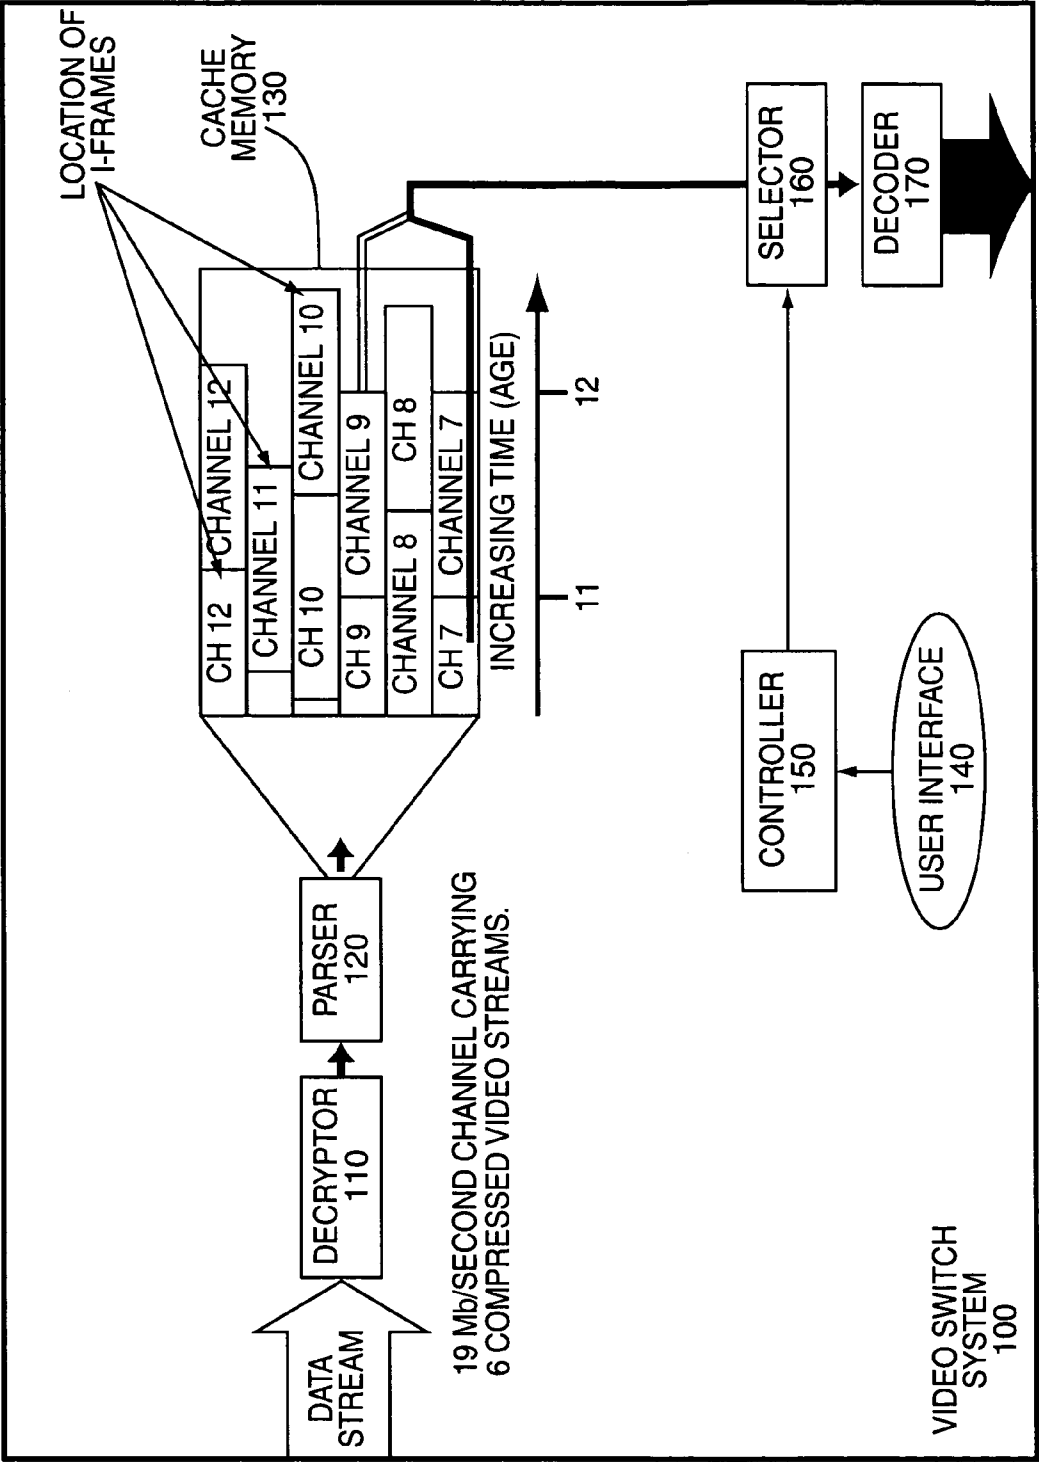 LOCATION OF
I-FRAMES
CACHE
MEMORY
130
CH 12
CHANNEL 12
CHANNEL 11
CH 10
CHANNEL 10
CH 9
CHANNEL 9
CHANNEL 8
CH 8
CH 7
CHANNEL 7
INCREASING TIME (AGE)
11
12
DATA
STREAM
DECRYPTOR
110
PARSER
120
19 Mb/SECOND CHANNEL CARRYING
6 COMPRESSED VIDEO STREAMS.
SELECTOR
160
DECODER
170
CONTROLLER
150
USER INTERFACE
140
VIDEO SWITCH
SYSTEM
100